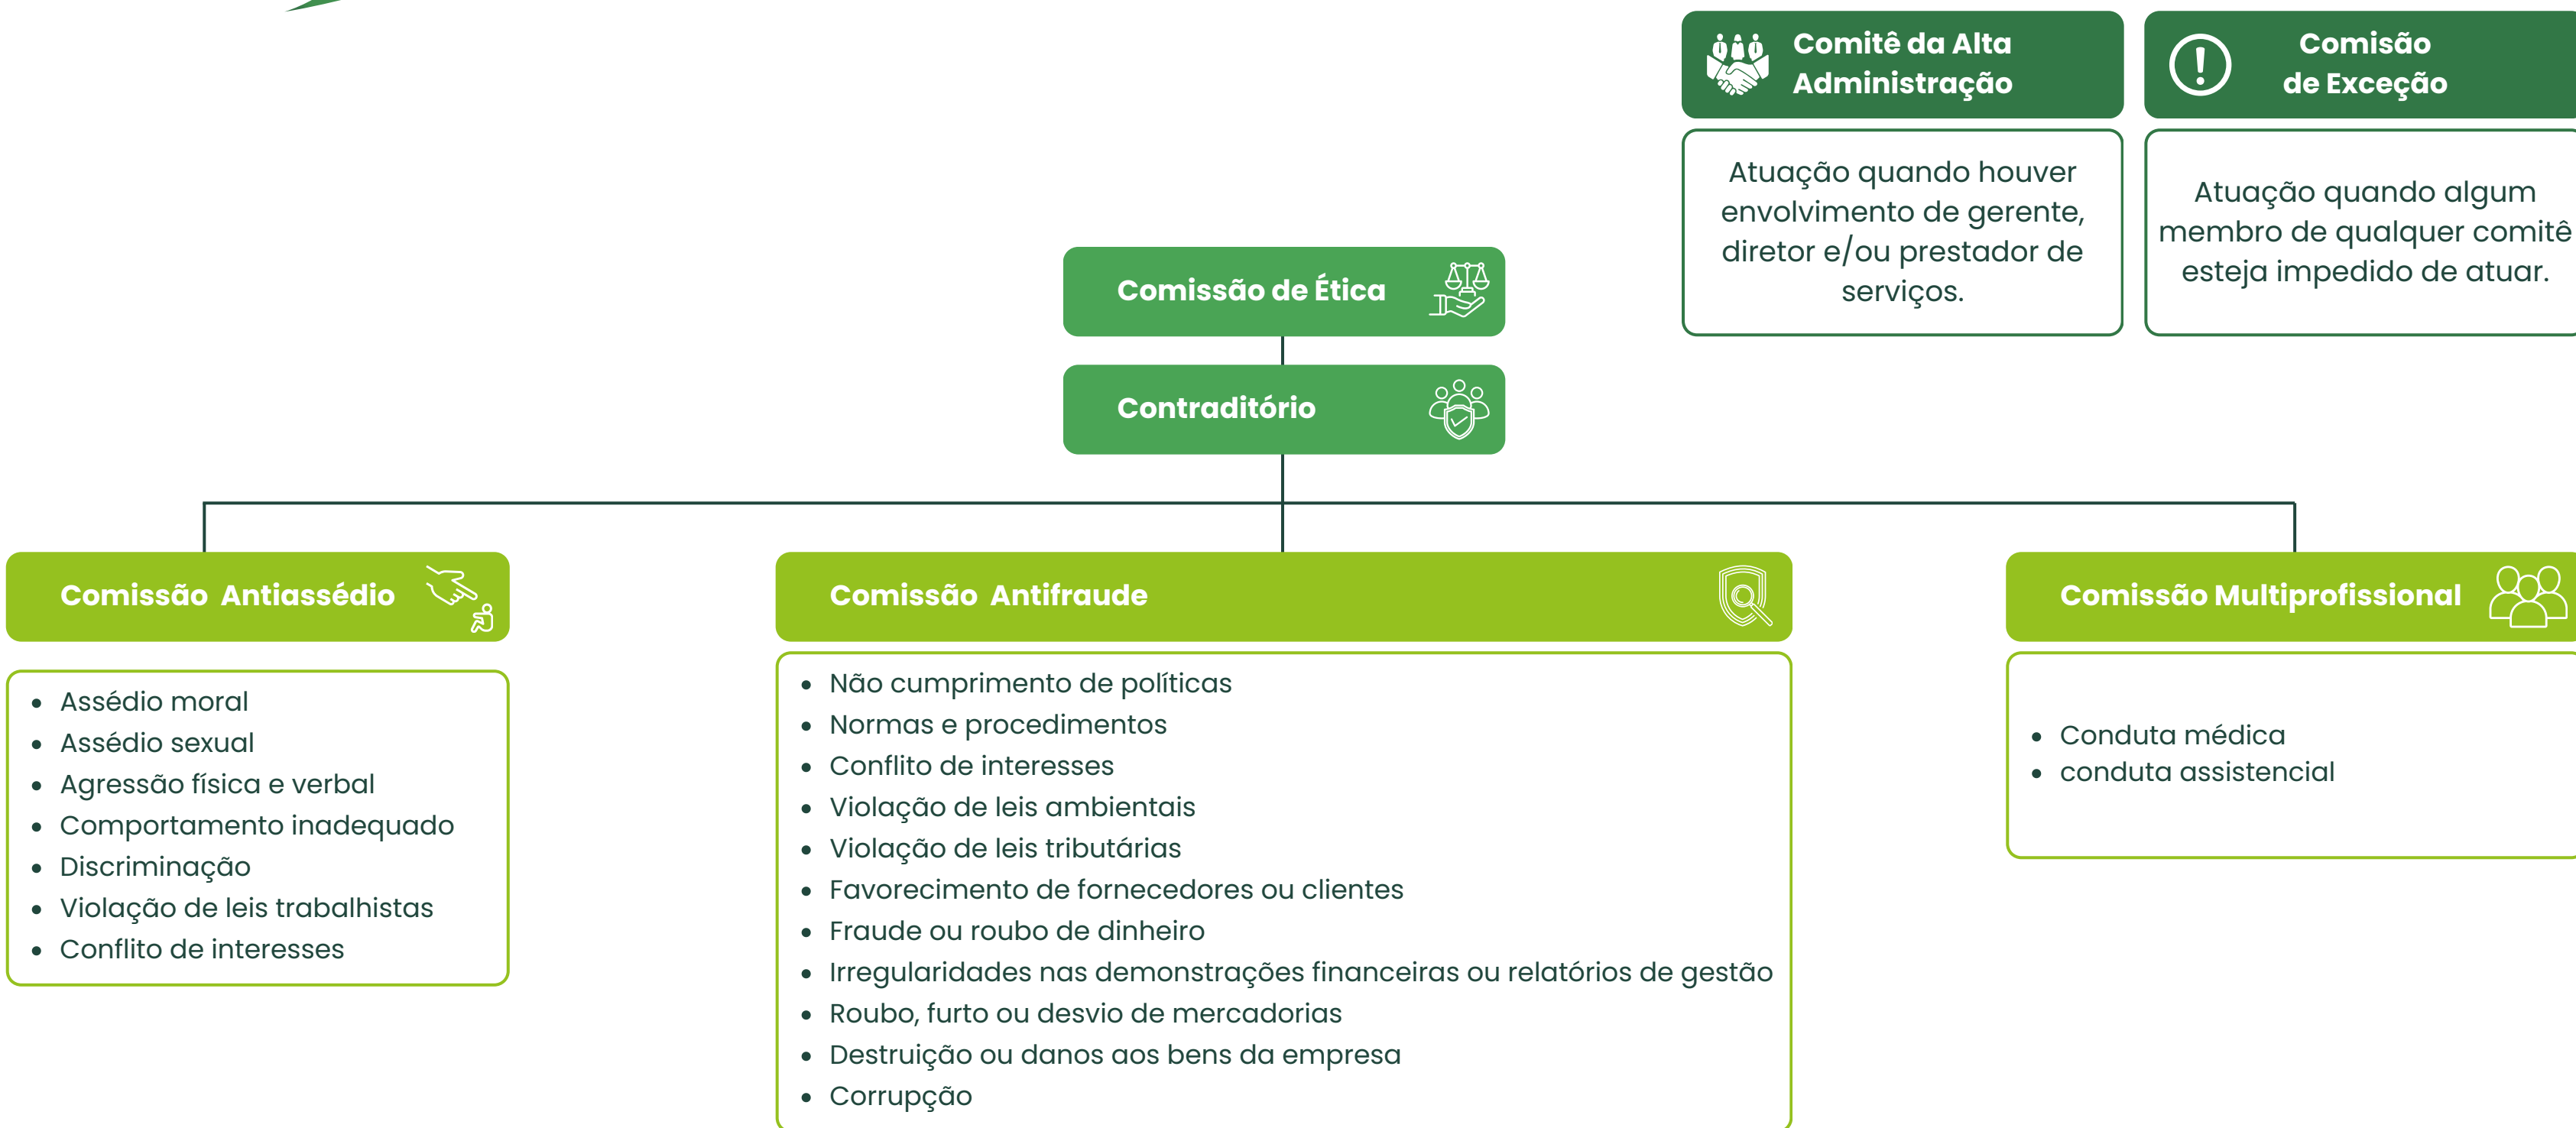 Comitê da Alta
Administração
Comisão
de Exceção
Atuação quando houver
envolvimento de gerente,
diretor e/ou prestador de
serviços.
Atuação quando algum
membro de qualquer comitê
esteja impedido de atuar.
Comissão de Ética
Contraditório
Comissão Antiassédio
• Assédio moral
• Assédio sexual
• Agressão física e verbal
• Comportamento inadequado
• Discriminação
• Violação de leis trabalhistas
• Conflito de interesses
Comissão Antifraude
• Não cumprimento de políticas
• Normas e procedimentos
• Conflito de interesses
• Violação de leis ambientais
• Violação de leis tributárias
• Favorecimento de fornecedores ou clientes
• Fraude ou roubo de dinheiro
• Irregularidades nas demonstrações financeiras ou relatórios de gestão
• Roubo, furto ou desvio de mercadorias
• Destruição ou danos aos bens da empresa
• Corrupção
Comissão Multiprofissional
• Conduta médica
• conduta assistencial